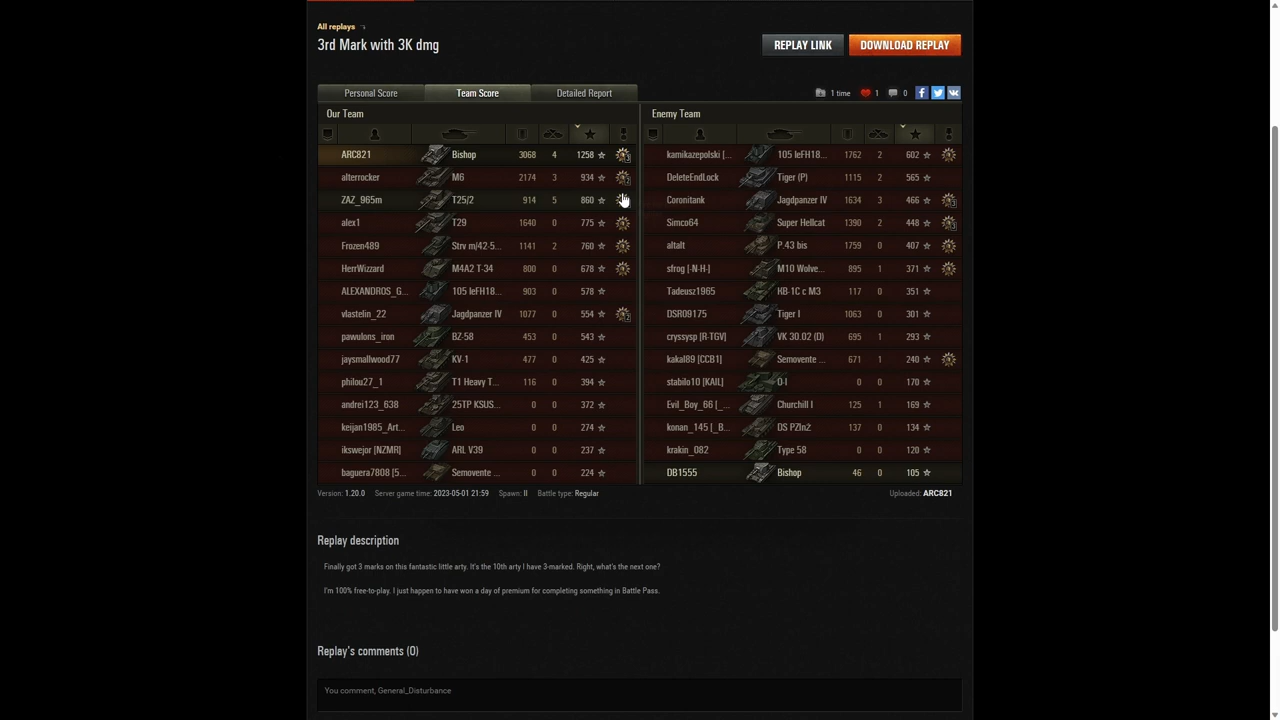 All replays
3rd Mark with 3K dmg
REPLAY LINK
DOWNLOAD REPLAY
Personal Score
Team Score
Detailed Report
1 time
1
0
Our Team
ARC821 Bishop 3068 4 1258
alterrocker M6 2174 3 934
ZAZ_965m T25/2 914 5 860
alex1 T29 1640 0 775
Frozen489 Strv m/42-5... 1141 2 760
HerrWizzard M4A2 T-34 800 0 678
ALEXANDROS_G... 105 leFH18... 903 0 578
vlastelin_22 Jagdpanzer IV 1077 0 554
pawulons_iron BZ-58 453 0 543
jaysmallwood77 KV-1 477 0 425
philou27_1 T1 Heavy T... 116 0 394
andrei123_638 25TP KSUS... 0 0 372
keijan1985_Art... Leo 0 0 274
ikswejor [NZMR] ARL V39 0 0 237
baguera7808 [5... Semovente ... 0 0 224
Enemy Team
kamikazepolski [... 105 leFH18... 1762 2 602
DeleteEndLock Tiger (P) 1115 2 565
Coronitank Jagdpanzer IV 1634 3 466
Simco64 Super Hellcat 1390 2 448
altalt P.43 bis 1759 0 407
sfrog [-N-H-] M10 Wolve... 895 1 371
Tadeusz1965 KB-1C c M3 117 0 351
DSR09175 Tiger I 1063 0 301
cryssysp [R-TGV] VK 30.02 (D) 835 1 293
kakal89 [CCB1] Semovente ... 671 1 240
stabilo10 [KAIL] O-I 0 0 170
Evil_Boy_66 [_... Churchill I 125 1 169
konan_145 [_B... DS PZInż 137 0 134
krakin_082 Type 58 0 0 120
DB1555 Bishop 46 0 105
Version: 1.20.0 Server game time: 2023-05-01 21:59 Spawn: II Battle type: Regular
Uploaded: ARC821
Replay description
Finally got 3 marks on this fantastic little arty. It's the 10th arty I have 3-marked. Right, what's the next one?
I'm 100% free-to-play. I just happen to have won a day of premium for completing something in Battle Pass.
Replay's comments (0)
You comment, General_Disturbance